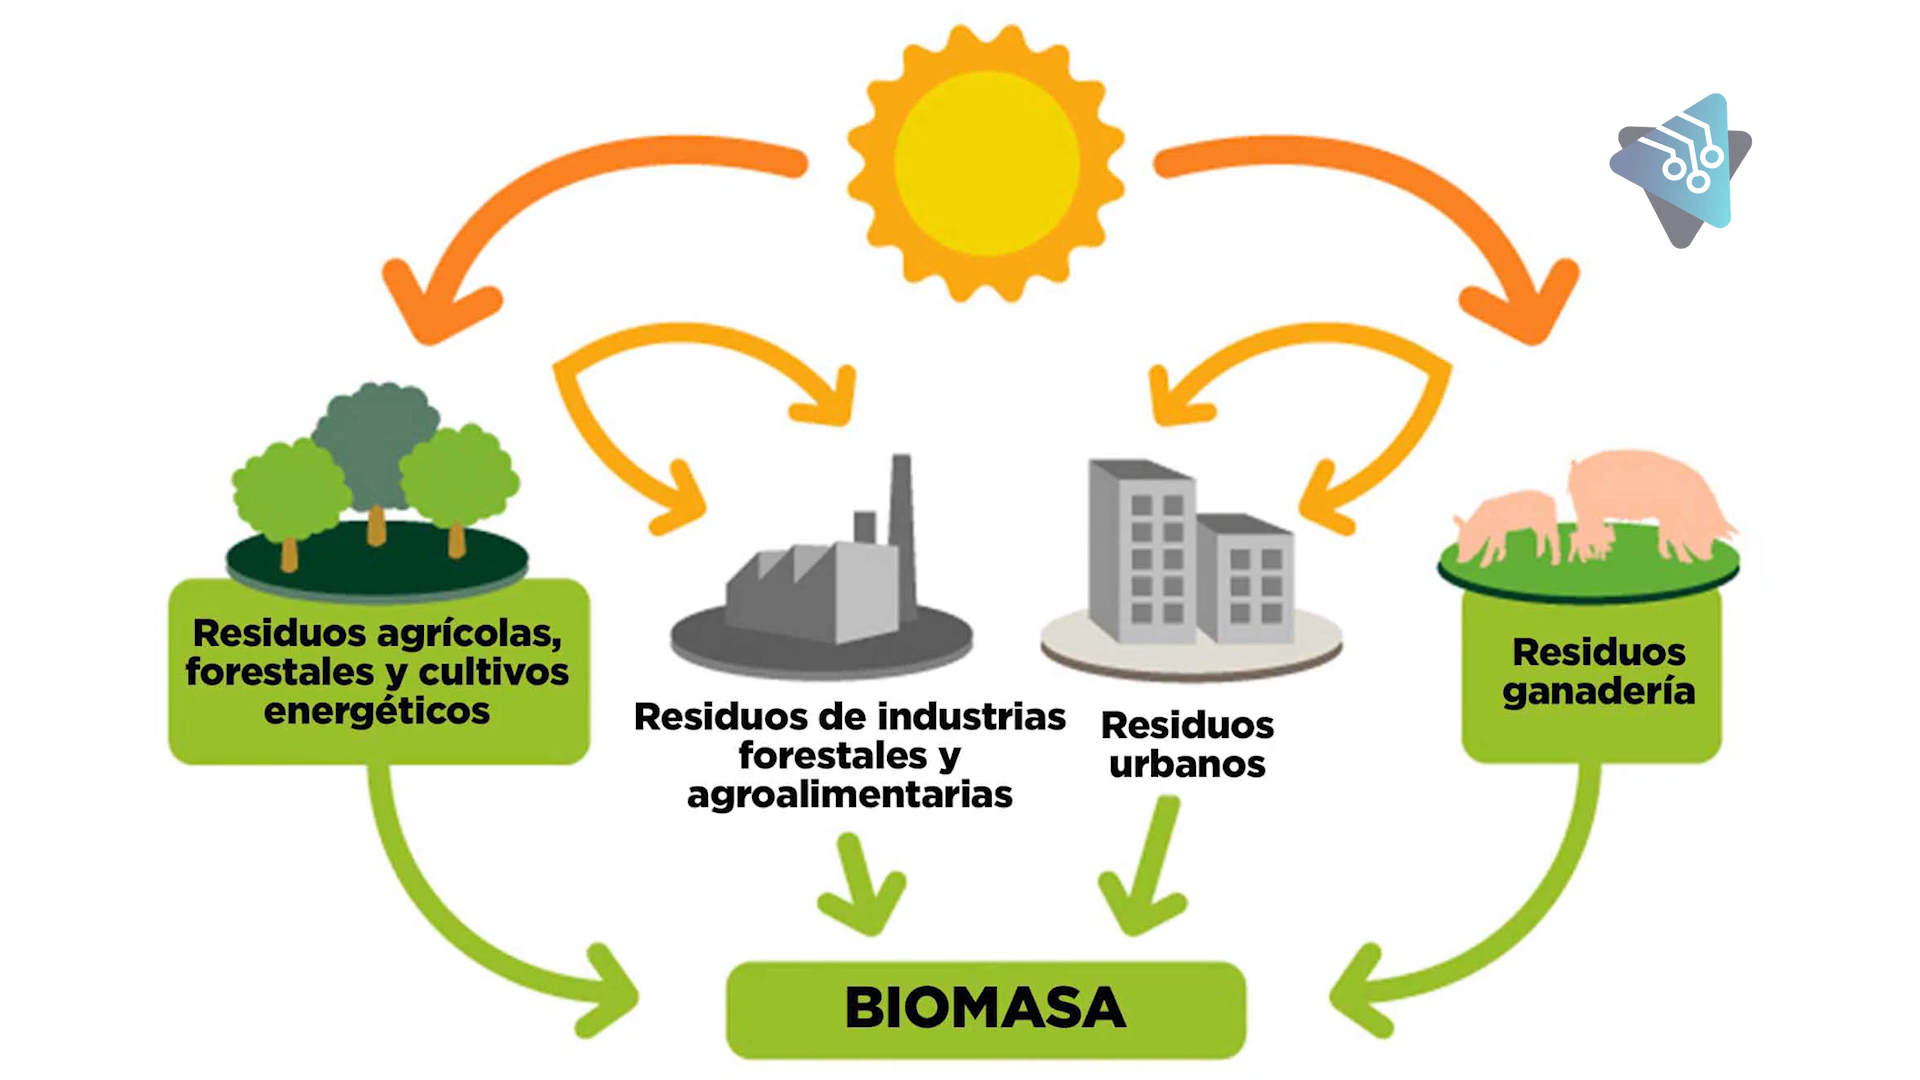 Residuos agrícolas,
forestales y cultivos
energéticos
Residuos de industrias
forestales y
agroalimentarias
Residuos
urbanos
Residuos
ganadería
BIOMASA